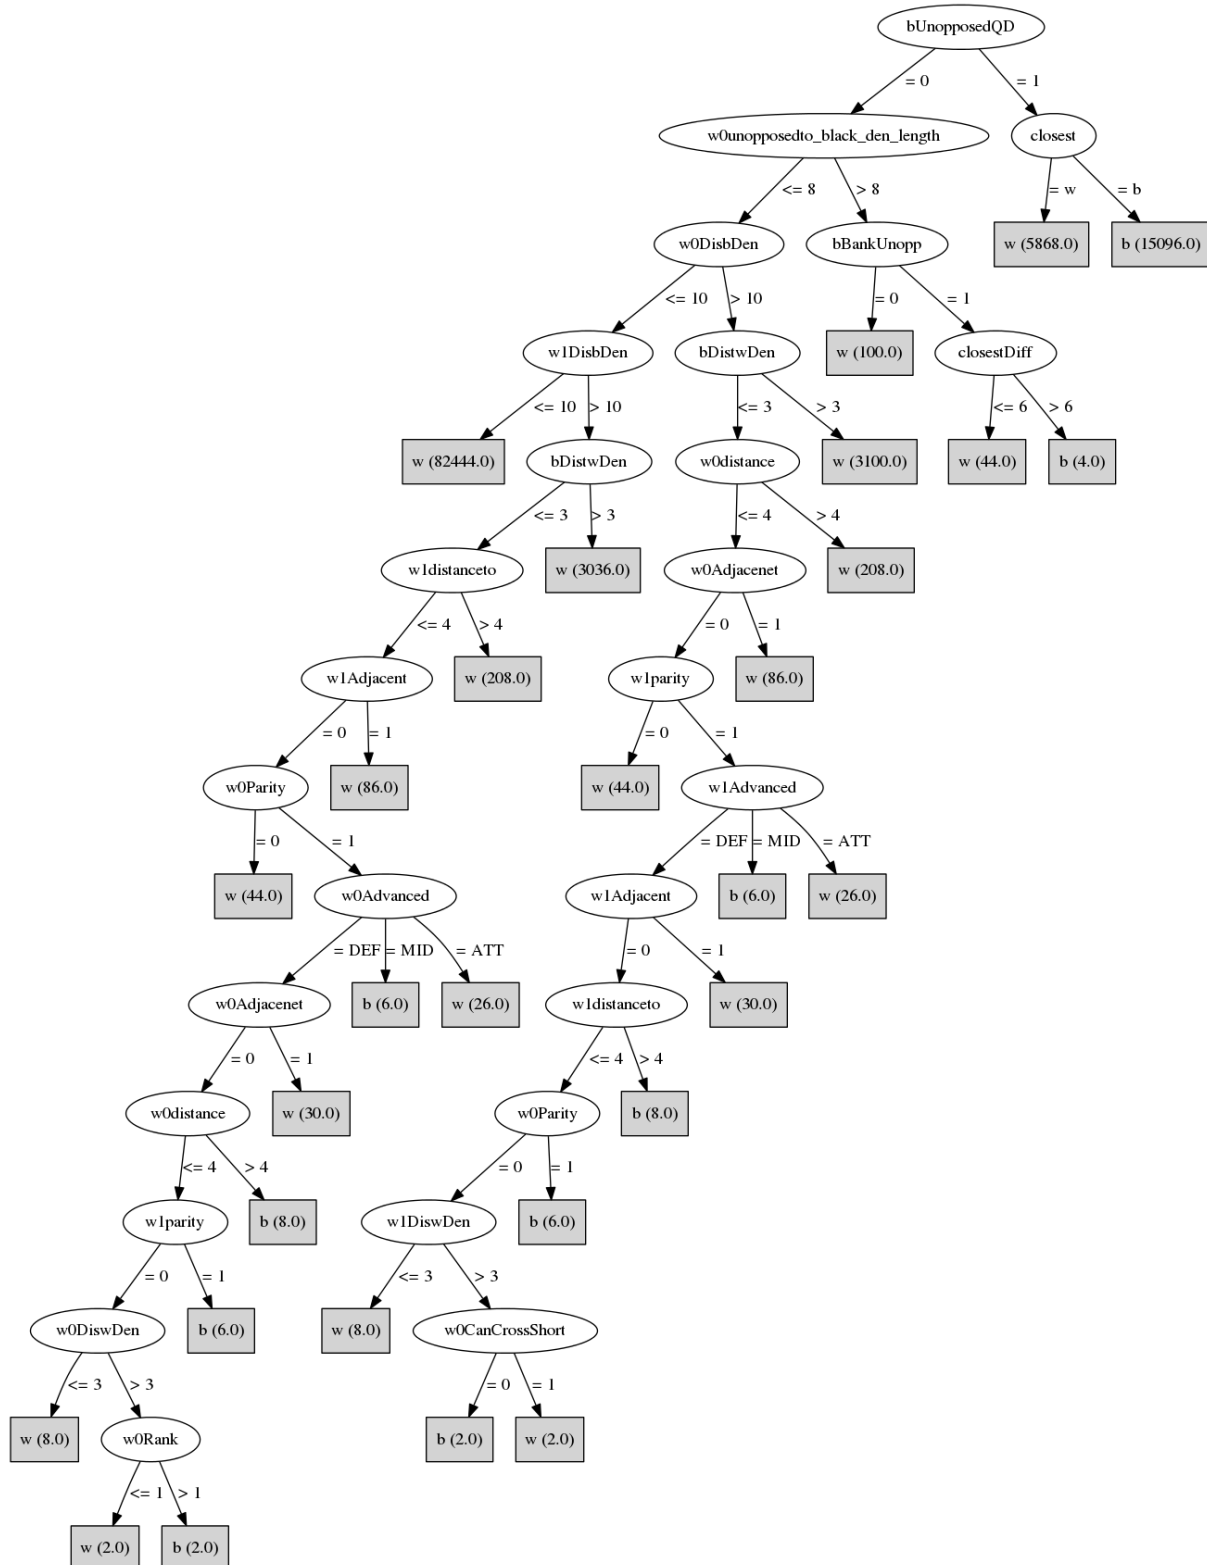 bUnopposedQD
= 0
= 1
w0unopposedto_black_den_length
closest
<= 8
> 8
= w
= b
w0DisbDen
bBankUnopp
w (5868.0)
b (15096.0)
<= 10
> 10
= 0
= 1
w1DisbDen
bDistwDen
w (100.0)
closestDiff
<= 10
> 10
<= 3
> 3
<= 6
> 6
w (82444.0)
bDistwDen
w0distance
w (3100.0)
w (44.0)
b (4.0)
<= 3
> 3
<= 4
> 4
w1distanceto
w (3036.0)
w0Adjacenet
w (208.0)
<= 4
> 4
= 0
= 1
w1Adjacent
w (208.0)
w1parity
w (86.0)
= 0
= 1
= 0
= 1
w0Parity
w (86.0)
w (44.0)
w1Advanced
= 0
= 1
= DEF
= MID
= ATT
w (44.0)
w0Advanced
w1Adjacent
b (6.0)
w (26.0)
= DEF
= MID
= ATT
= 0
= 1
w0Adjacenet
b (6.0)
w (26.0)
w1distanceto
w (30.0)
= 0
= 1
<= 4
> 4
w0distance
w (30.0)
w0Parity
b (8.0)
<= 4
> 4
= 0
= 1
w1parity
b (8.0)
w1DiswDen
b (6.0)
= 0
= 1
<= 3
> 3
w0DiswDen
b (6.0)
w (8.0)
w0CanCrossShort
<= 3
> 3
= 0
= 1
w (8.0)
w0Rank
b (2.0)
w (2.0)
<= 1
> 1
w (2.0)
b (2.0)